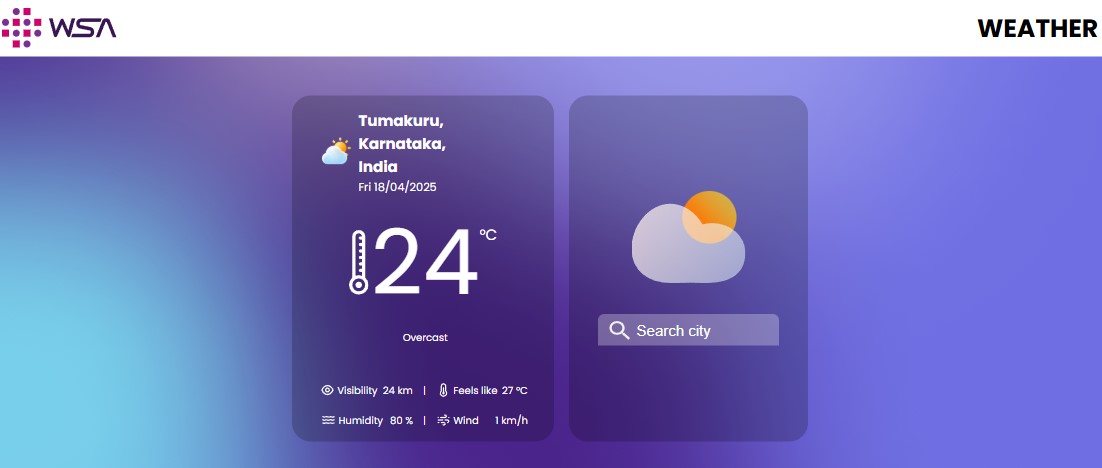 WSA
WEATHER
Tumakuru,
Karnataka,
India
Fri 18/04/2025
24 °C
Overcast
Visibility 24 km | Feels like 27 °C
Humidity 80 % | Wind 1 km/h
Search city